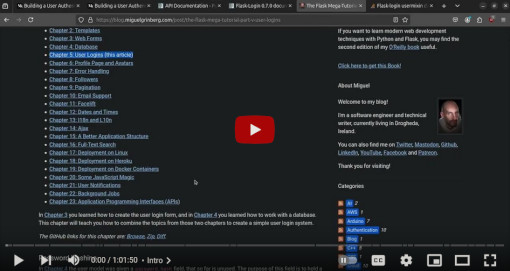 Building a User Autho
Building a User Autho
API Documentation
Flask-Login 0.7.0 docum
The Flask Mega-Tutorial
Flask login usermixin
https://blog.miguelgrinberg.com/post/the-flask-mega-tutorial-part-v-user-logins
Chapter 2: Templates
Chapter 3: Web Forms
Chapter 4: Database
Chapter 5: User Logins (this article)
Chapter 6: Profile Page and Avatars
Chapter 7: Error Handling
Chapter 8: Followers
Chapter 9: Pagination
Chapter 10: Email Support
Chapter 11: Facelift
Chapter 12: Dates and Times
Chapter 13: I18n and L10n
Chapter 14: Ajax
Chapter 15: A Better Application Structure
Chapter 16: Full-Text Search
Chapter 17: Deployment on Linux
Chapter 18: Deployment on Heroku
Chapter 19: Deployment on Docker Containers
Chapter 20: Some JavaScript Magic
Chapter 21: User Notifications
Chapter 22: Background Jobs
Chapter 23: Application Programming Interfaces (APIs)
In Chapter 3 you learned how to create the user login form, and in Chapter 4 you learned how to work with a database.
This chapter will teach you how to combine the topics from those two chapters to create a simple user login system.
The GitHub links for this chapter are: Browse, Zip, Diff.
Password Hashing
In Chapter 4 the user model was given a password_hash field, that so far is unused. The purpose of this field is to hold a
If you want to learn modern web
development techniques with Python and Flask, you may find the
second edition of my O'Reilly book useful.
Click here to get this Book!
About Miguel
Welcome to my blog!
I'm a software engineer and technical
writer, currently living in Drogheda,
Ireland.
You can also find me on Twitter, Mastodon, Github,
LinkedIn, YouTube, Facebook and Patreon.
Thank you for visiting!
Categories
AI 2
AWS 1
Arduino 7
Authentication 10
Blog 1
C++
0:00 / 1:01:50 • Intro